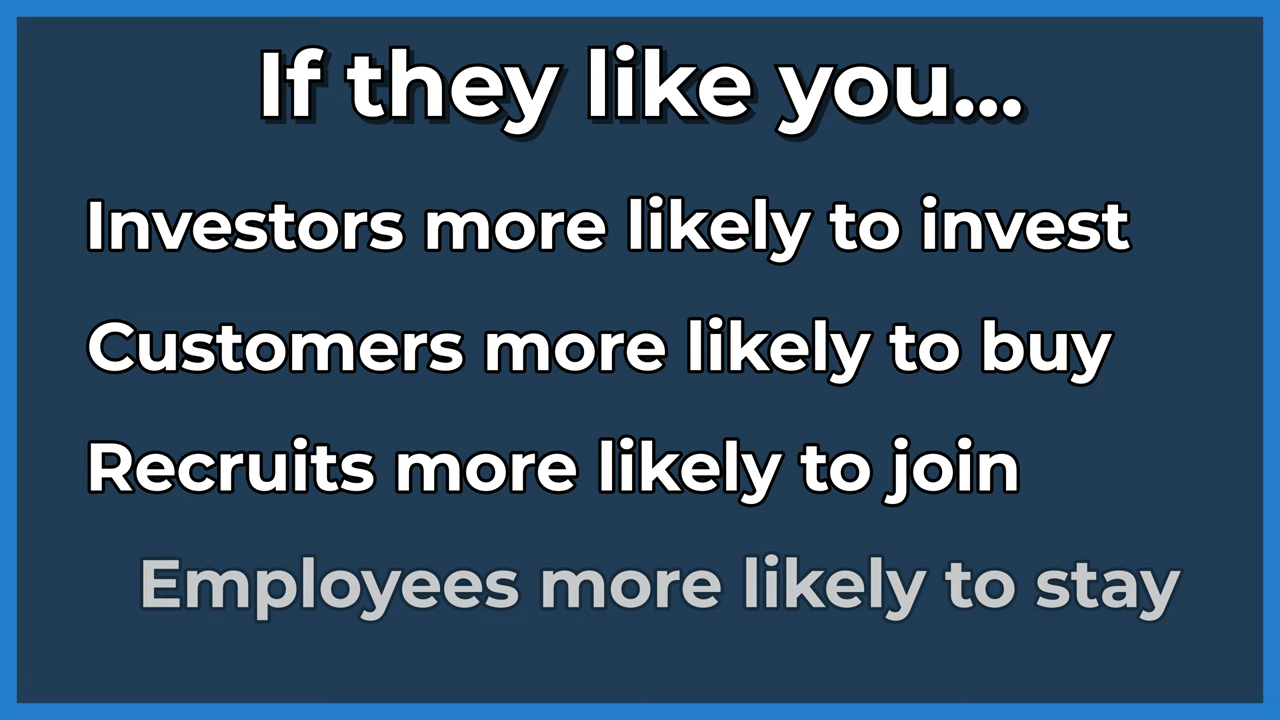 If they like you...
Investors more likely to invest
Customers more likely to buy
Recruits more likely to join
Employees more likely to stay